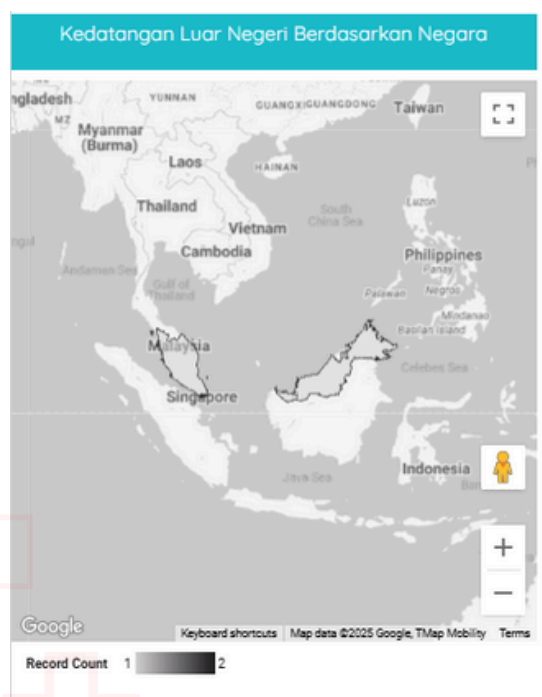 Kedatangan Luar Negeri Berdasarkan Negara
ngladesh
YUNNAN
GUANGXI
GUANGDONG
Taiwan
MZ
Myanmar
(Burma)
Laos
HAINAN
Thailand
Luzon
South
China Sea
Vietnam
Cambodia
Philippines
Andaman Sea
Gulf of
Thailand
Panay
Palawan
Negros
Mindanao
Basilan Island
Malaysia
Celebes Sea
Singapore
Indonesia
Java Sea
Ban
Google
Keyboard shortcuts
Map data ©2025 Google, TMap Mobility
Terms
Record Count 1 2